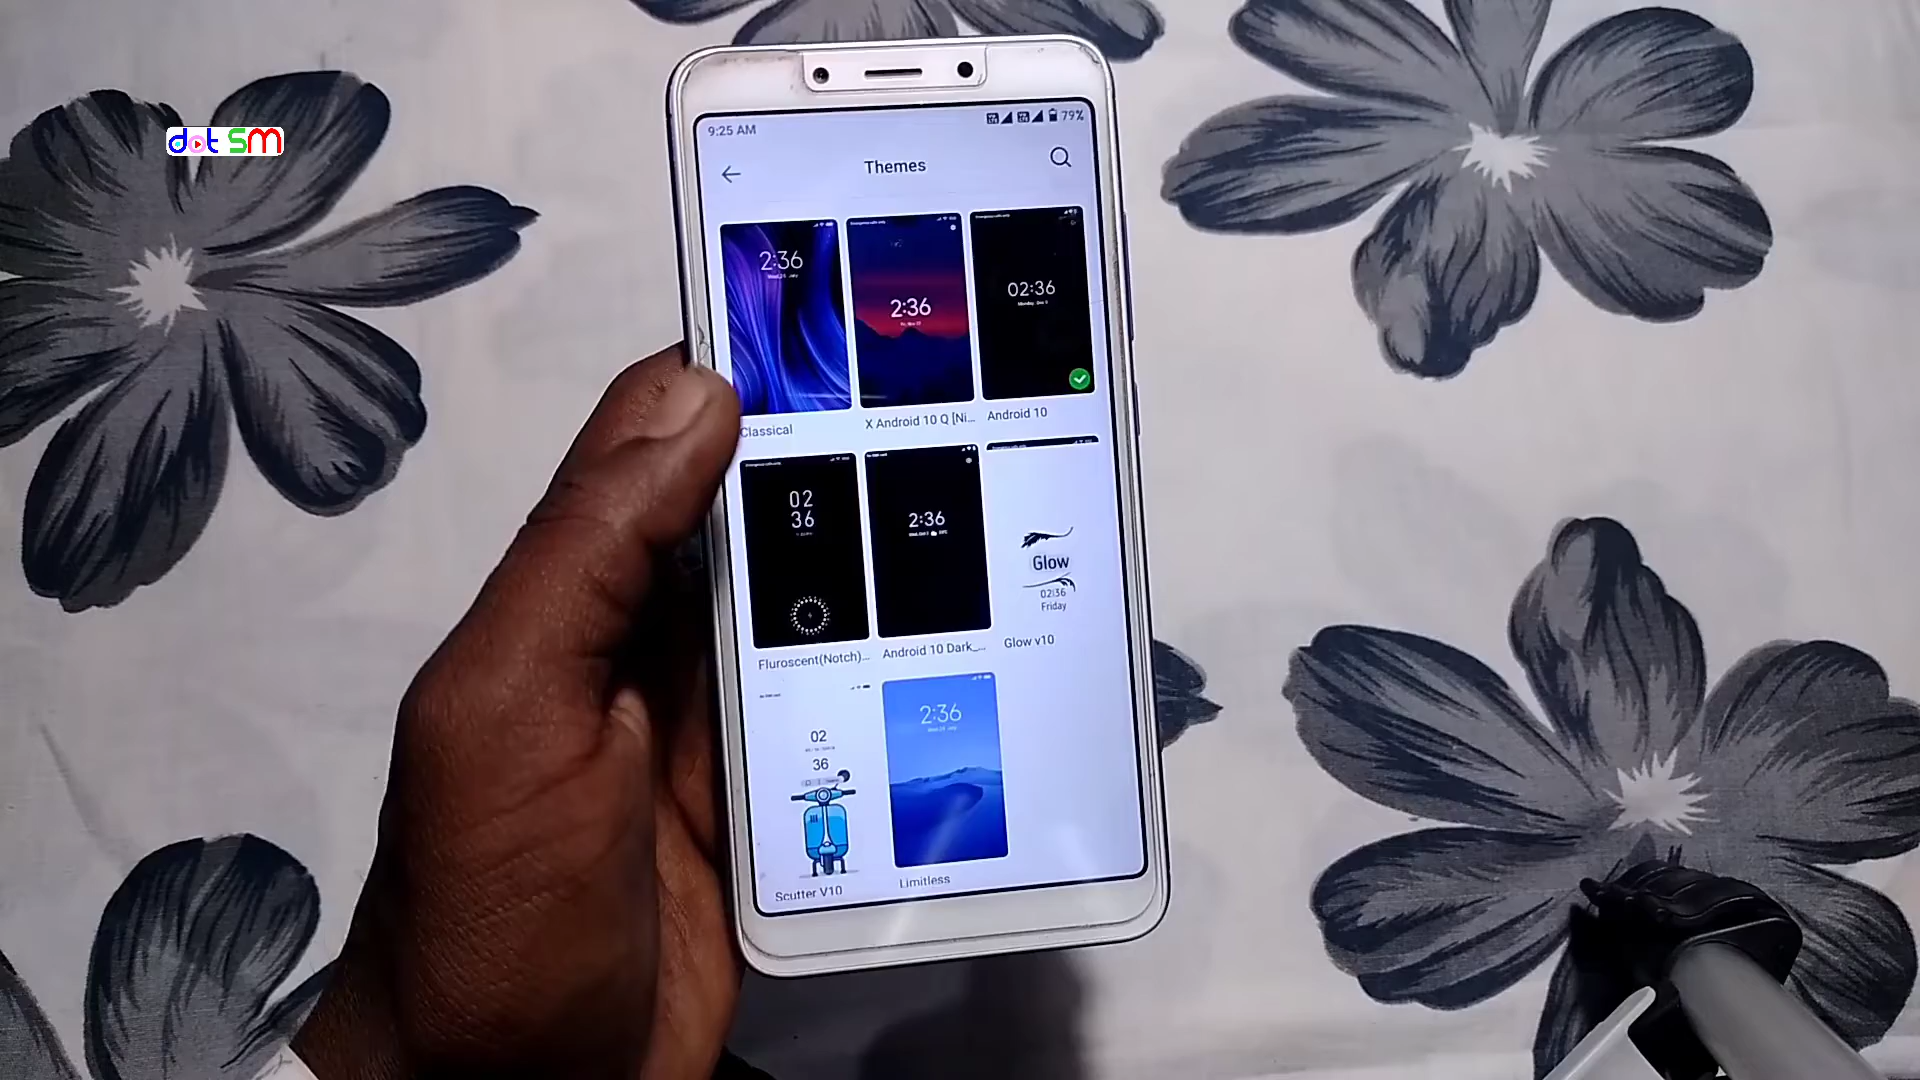 dot SM
9:25 AM
79%
Themes
2:36
2:36
02:36
Classical
X Android 10 Q [Ni...
Android 10
02
36
2:36
Glow
02:36
Friday
Fluroscent(Notch)...
Android 10 Dark_...
Glow v10
02
36
2:36
Scutter V10
Limitless